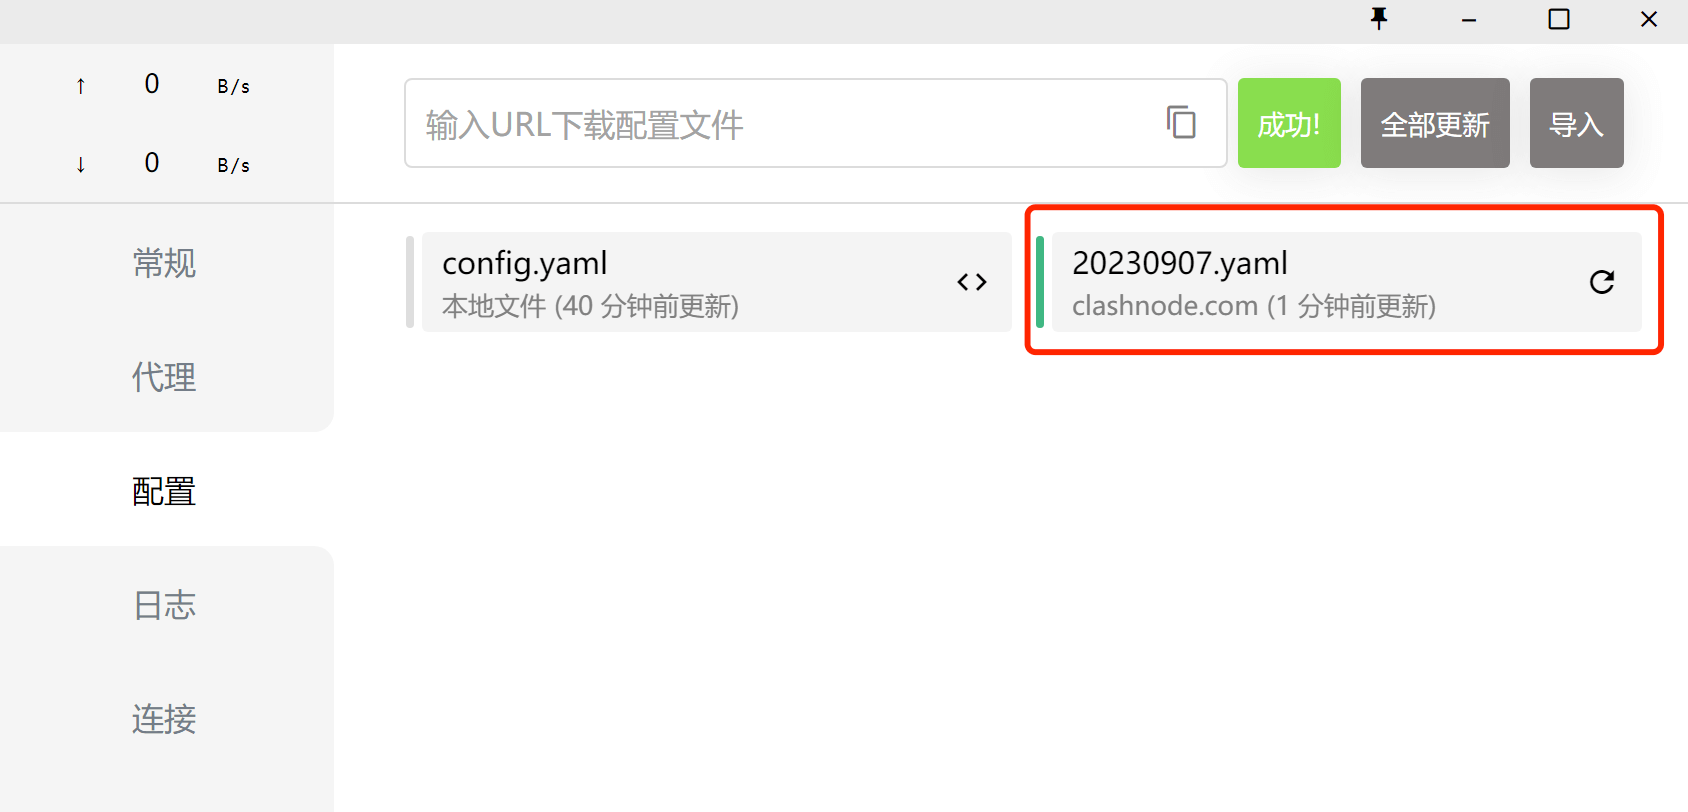 ↑ 0 B/s
↓ 0 B/s
输入URL下载配置文件
成功!
全部更新
导入
常规
代理
配置
日志
连接
config.yaml
本地文件 (40 分钟前更新)
20230907.yaml
clashnode.com (1 分钟前更新)